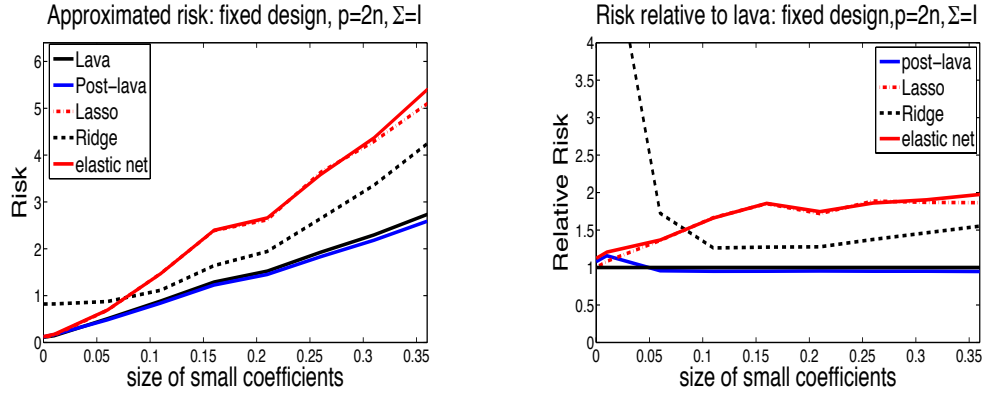 Approximated risk: fixed design, p=2n, Σ=I
Lava
Post-lava
Lasso
Ridge
elastic net
Risk
6
5
4
3
2
1
0
0 0.05 0.1 0.15 0.2 0.25 0.3 0.35
size of small coefficients
Risk relative to lava: fixed design,p=2n,Σ=I
post-lava
Lasso
Ridge
elastic net
Relative Risk
4
3.5
3
2.5
2
1.5
1
0.5
0
0 0.05 0.1 0.15 0.2 0.25 0.3 0.35
size of small coefficients